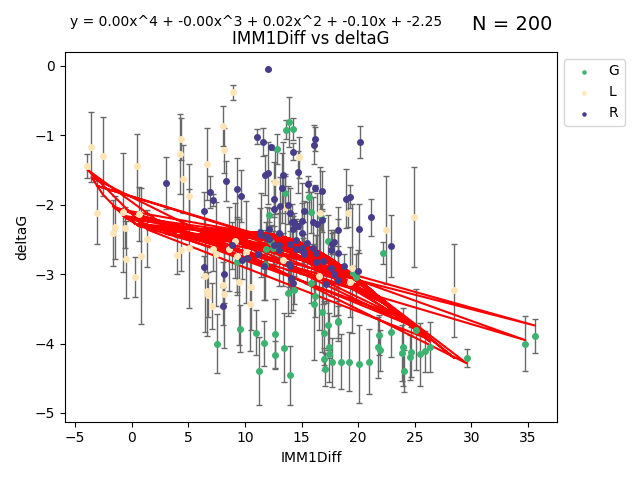 y = 0.00x^4 + -0.00x^3 + 0.02x^2 + -0.10x + -2.25
N = 200
IMM1Diff vs deltaG
G
L
R
0
−1
−2
−3
−4
−5
deltaG
−5 0 5 10 15 20 25 30 35
IMM1Diff